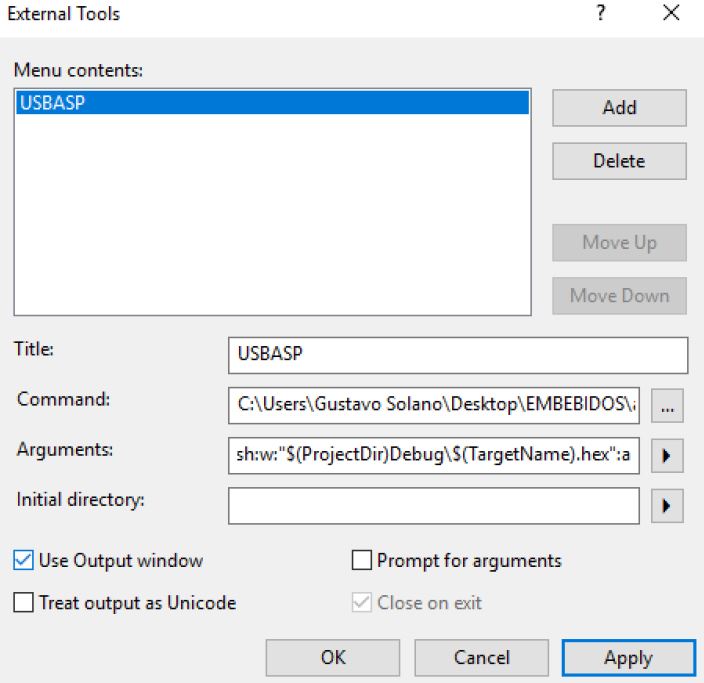 External Tools ? ×
Menu contents:
USBASP
Add
Delete
Move Up
Move Down
Title: USBASP
Command: C:\Users\Gustavo Solano\Desktop\EMBEBIDOS\ ...
Arguments: sh:w:"$(ProjectDir)Debug\$(TargetName).hex":a
Initial directory:
Use Output window Prompt for arguments
Treat output as Unicode Close on exit
OK Cancel Apply